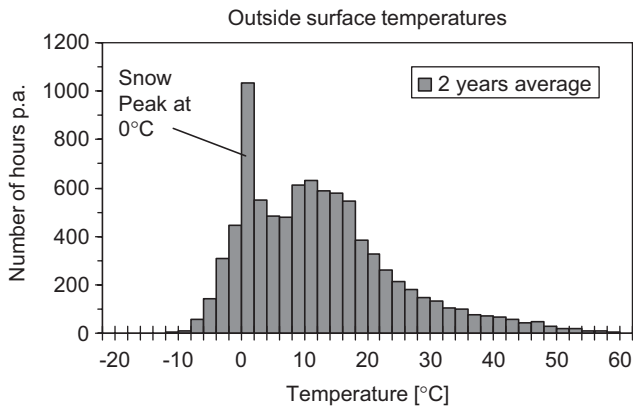 Outside surface temperatures
1200
1000
800
600
400
200
0
Number of hours p.a.
Snow
Peak at
0°C
2 years average
-20 -10 0 10 20 30 40 50 60
Temperature [°C]